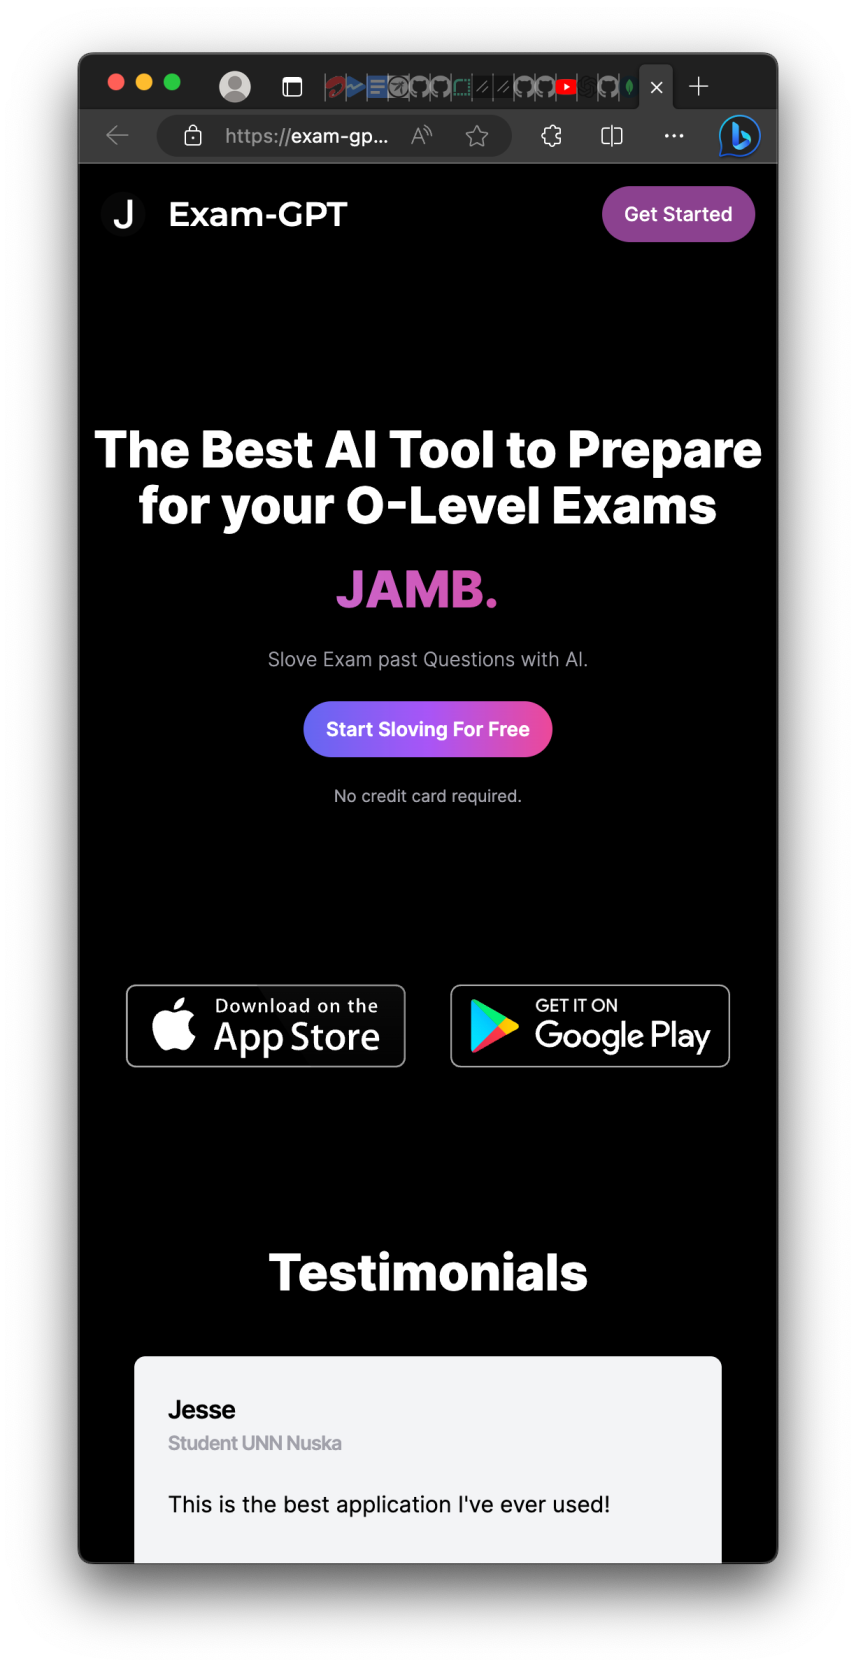 https://exam-gp...
J Exam-GPT
Get Started
The Best AI Tool to Prepare
for your O-Level Exams
JAMB.
Slove Exam past Questions with AI.
Start Sloving For Free
No credit card required.
Download on the
App Store
GET IT ON
Google Play
Testimonials
Jesse
Student UNN Nuska
This is the best application I've ever used!